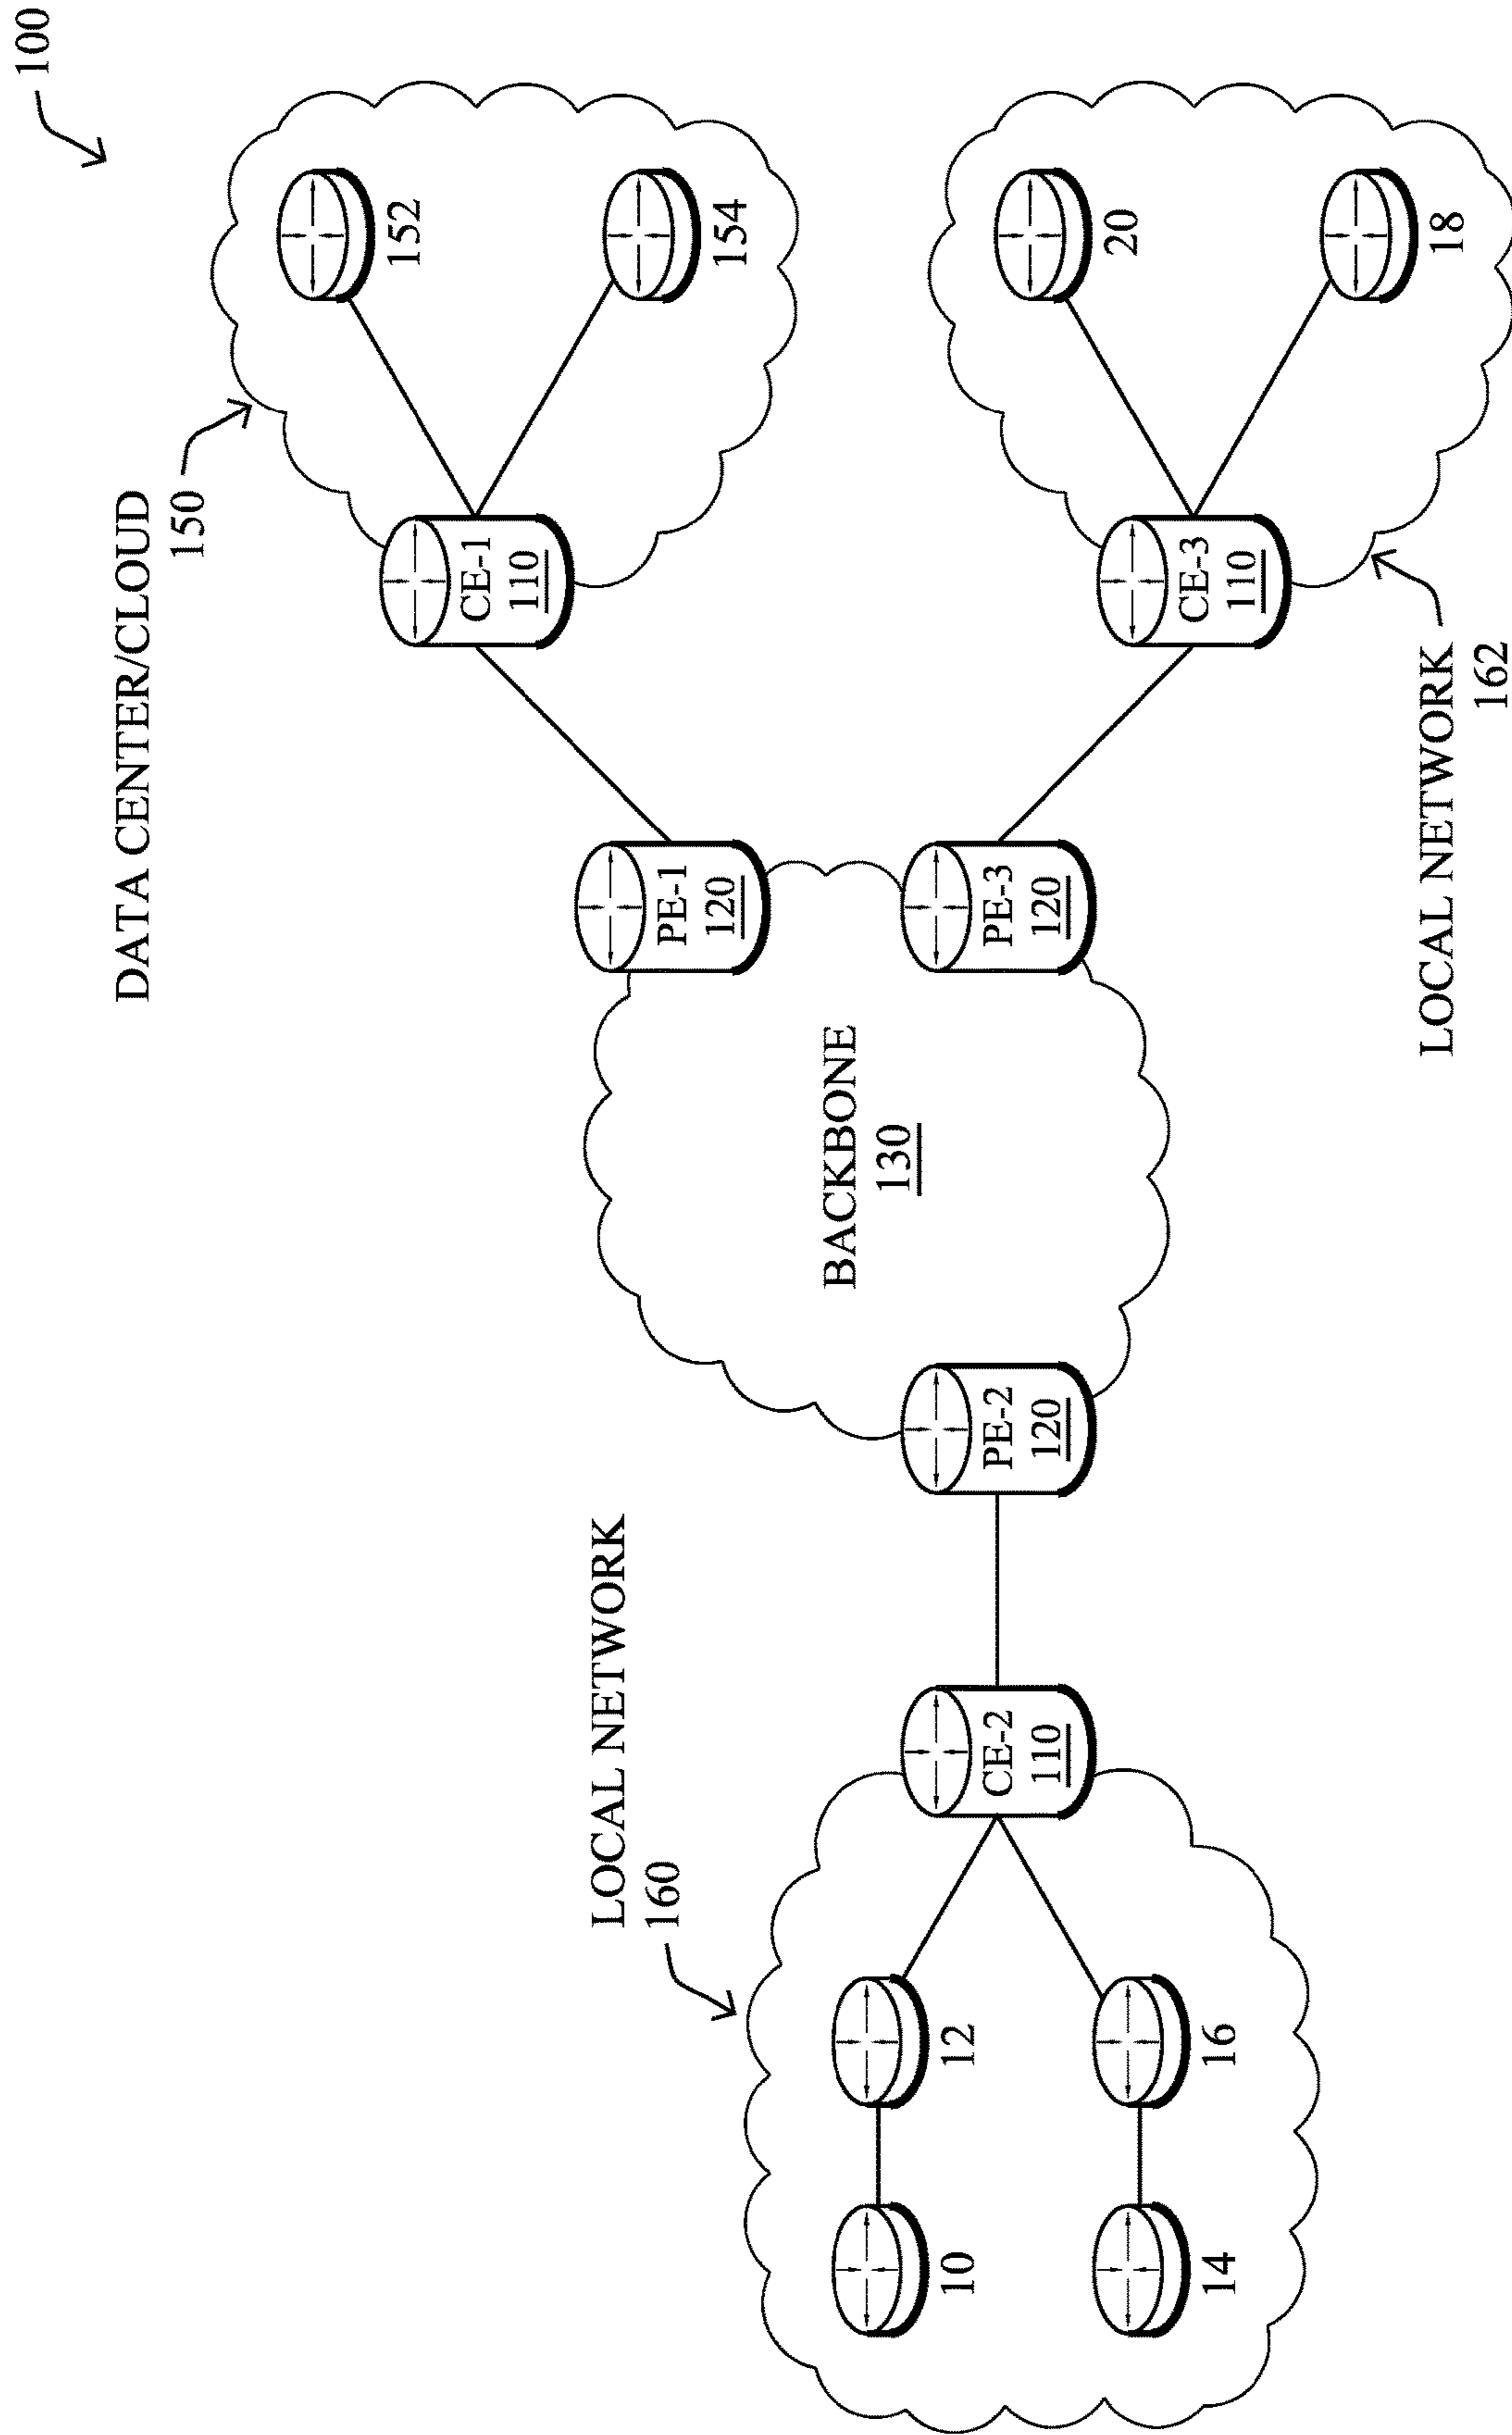 100
DATA CENTER/CLOUD
150
152
154
CE-1
110
PE-1
120
LOCAL NETWORK
160
BACKBONE
130
12
10
CE-2
110
PE-2
120
PE-3
120
CE-3
110
20
18
16
14
LOCAL NETWORK
162